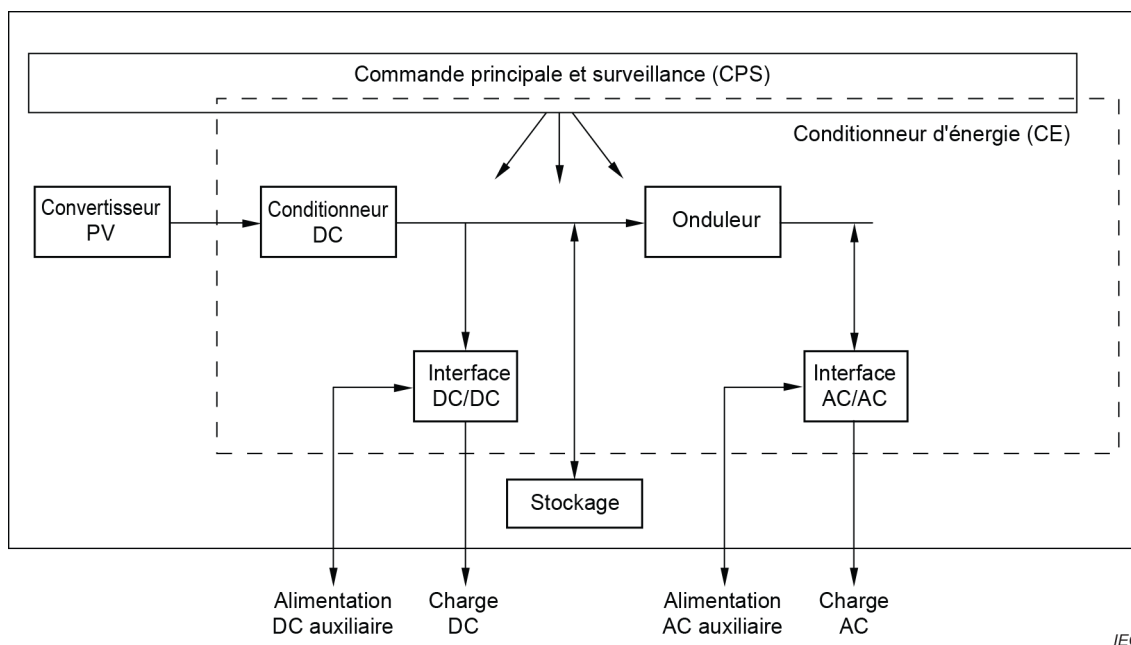 Commande principale et surveillance (CPS)
Conditionneur d'énergie (CE)
Convertisseur
PV
Conditionneur
DC
Onduleur
Interface
DC/DC
Interface
AC/AC
Stockage
Alimentation
DC auxiliaire
Charge
DC
Alimentation
AC auxiliaire
Charge
AC